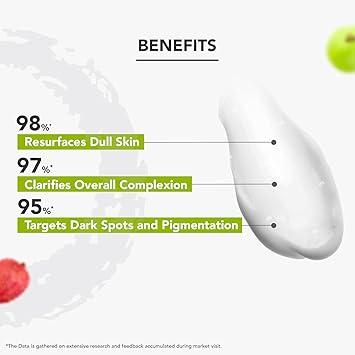 BENEFITS
98%*
Resurfaces Dull Skin
97%*
Clarifies Overall Complexion
95%*
Targets Dark Spots and Pigmentation
*The Data is gathered on extensive research and feedback accumulated during market visit.